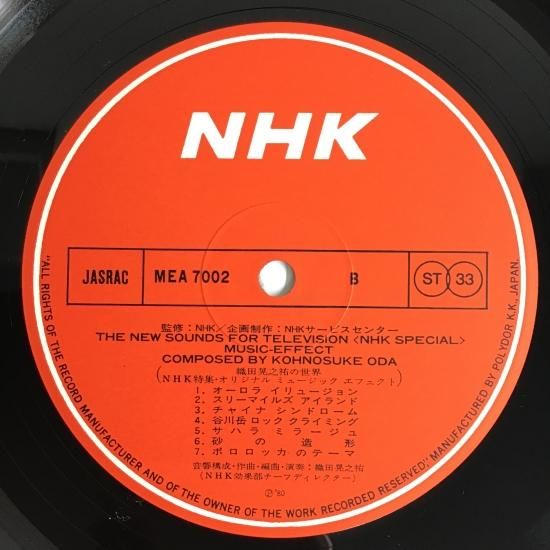 NHK
JASRAC MEA 7002 B ST 33
監修:NHK/企画制作:NHKサービスセンター
THE NEW SOUNDS FOR TELEVISION <NHK SPECIAL>
MUSIC-EFFECT
COMPOSED BY KOHNOSUKE ODA
(織田晃之祐の世界
NHK特集・オリジナル ミュージック エフェクト)
1. オーロラ イリュージョン
2. スリーマイルズ アイランド
3. チャイナ シンドローム
4. 谷川岳 ロック クライミング
5. サハラ ミラージュ
6. 砂の造形
7. ポロロッカのテーマ
音響構成・作曲・編曲・演奏:織田晃之祐
(NHK効果部チーフディレクター)
℗'80
"ALL RIGHTS OF THE RECORD MANUFACTURER AND OF THE OWNER OF THE WORK RECORDED RESERVED." MANUFACTURED BY POLYDOR K.K. JAPAN.